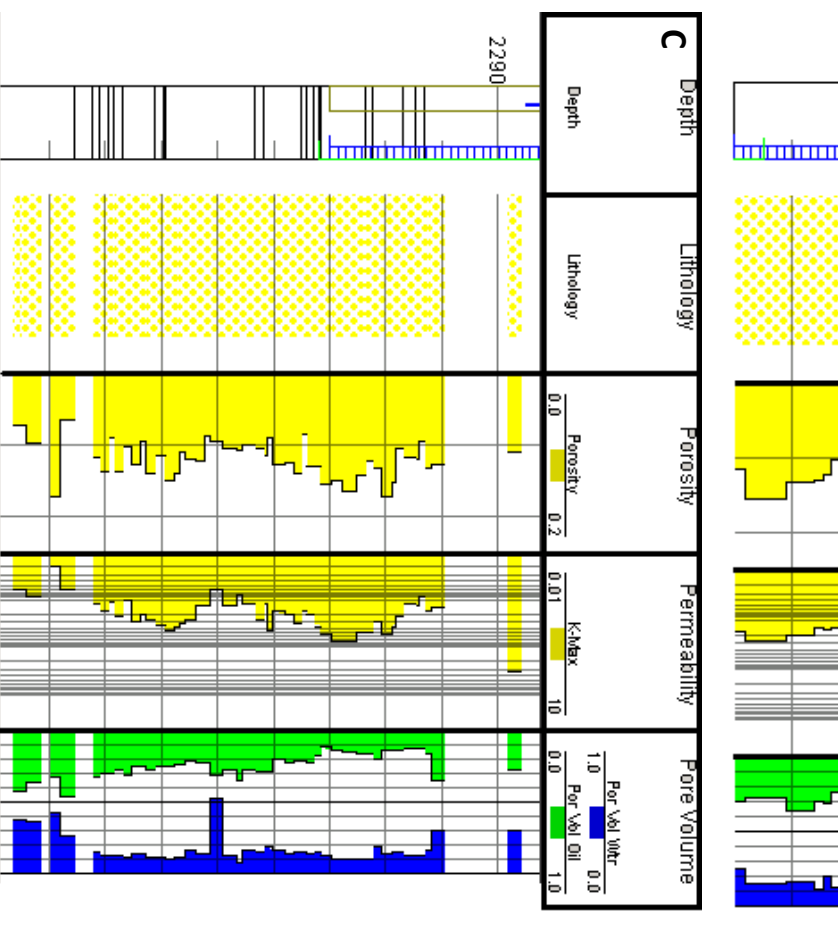 C
Depth
Lithology
Porosity
Permeability
Pore Volume
Depth
Lithology
0.0 Porosity 0.2
0.01 K-Max 10
1.0 Por Vol Wtr 0.0
0.0 Por Vol Oil 1.0
2290